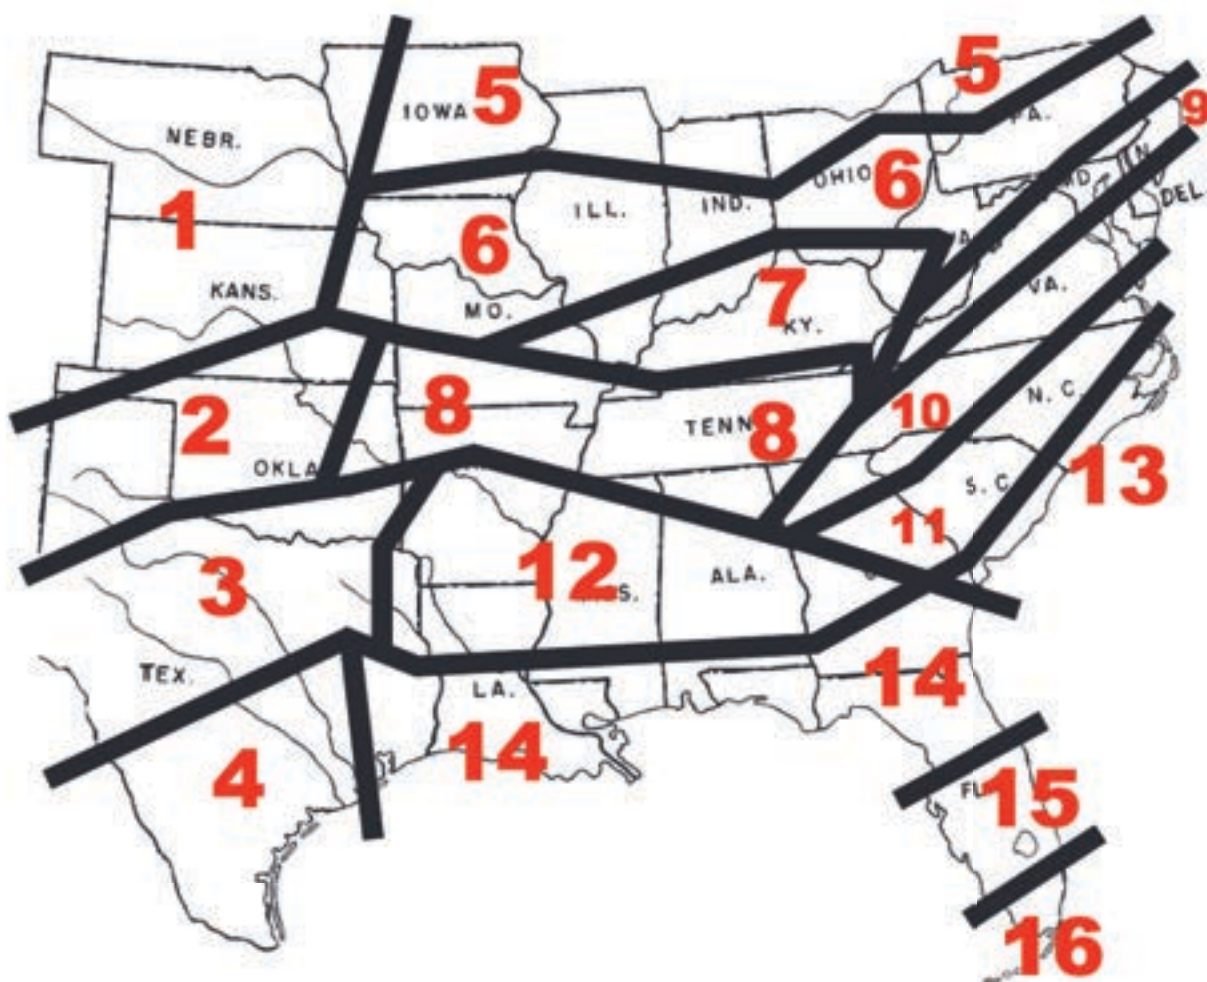 5
5
IOWA
9
PA.
NEBR.
OHIO
6
MD
DEL.
1
ILL.
IND.
6
KANS.
7
VA.
MO.
KY.
2
8
10
N. C.
TENN
8
OKLA
13
S. C.
11
3
12
S.
ALA.
TEX.
LA.
14
14
4
FL
15
16